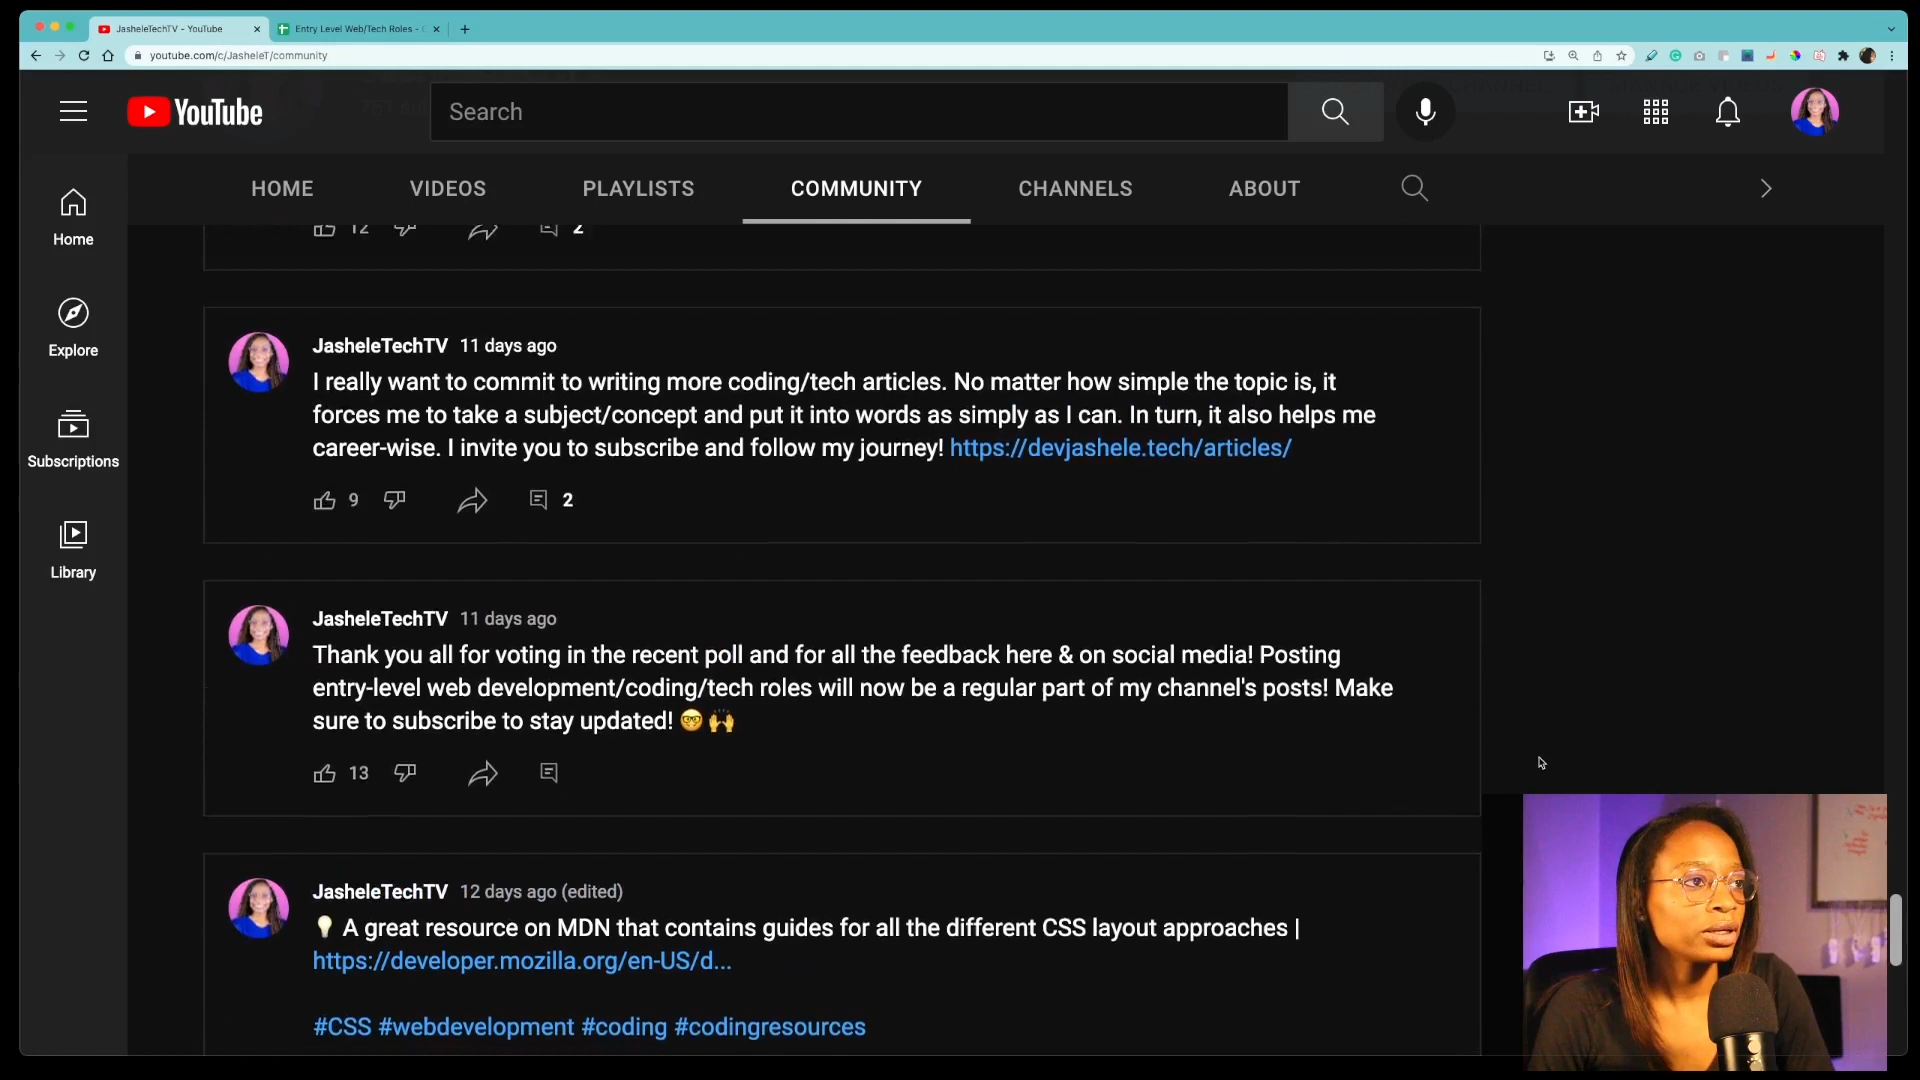 JasheleTechTV - YouTube
Entry Level Web/Tech Roles -
youtube.com/c/JasheleT/community
YouTube
Search
HOME
VIDEOS
PLAYLISTS
COMMUNITY
CHANNELS
ABOUT
Home
Explore
Subscriptions
Library
12
2
JasheleTechTV 11 days ago
I really want to commit to writing more coding/tech articles. No matter how simple the topic is, it
forces me to take a subject/concept and put it into words as simply as I can. In turn, it also helps me
career-wise. I invite you to subscribe and follow my journey! https://devjashele.tech/articles/
9
2
JasheleTechTV 11 days ago
Thank you all for voting in the recent poll and for all the feedback here & on social media! Posting
entry-level web development/coding/tech roles will now be a regular part of my channel's posts! Make
sure to subscribe to stay updated! 🤓 🙌
13
JasheleTechTV 12 days ago (edited)
💡 A great resource on MDN that contains guides for all the different CSS layout approaches |
https://developer.mozilla.org/en-US/d...
#CSS #webdevelopment #coding #codingresources